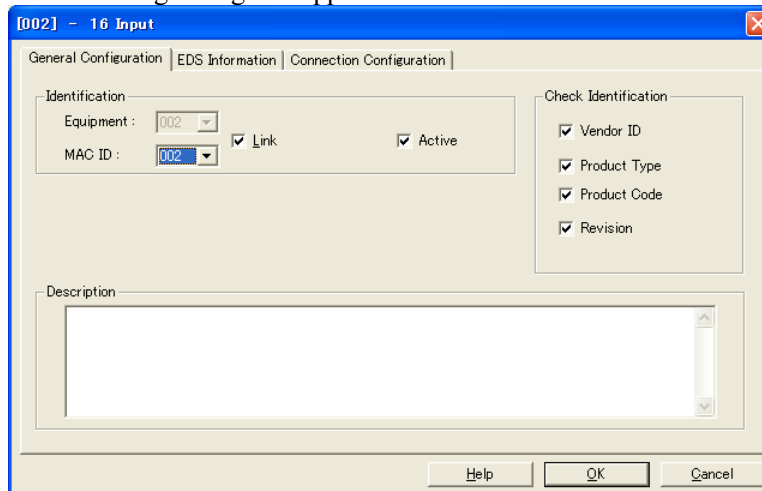 [002] - 16 Input
General Configuration
EDS Information
Connection Configuration
Identification
Equipment :
002
MAC ID :
002
Link
Active
Check Identification
Vendor ID
Product Type
Product Code
Revision
Description
Help
OK
Cancel